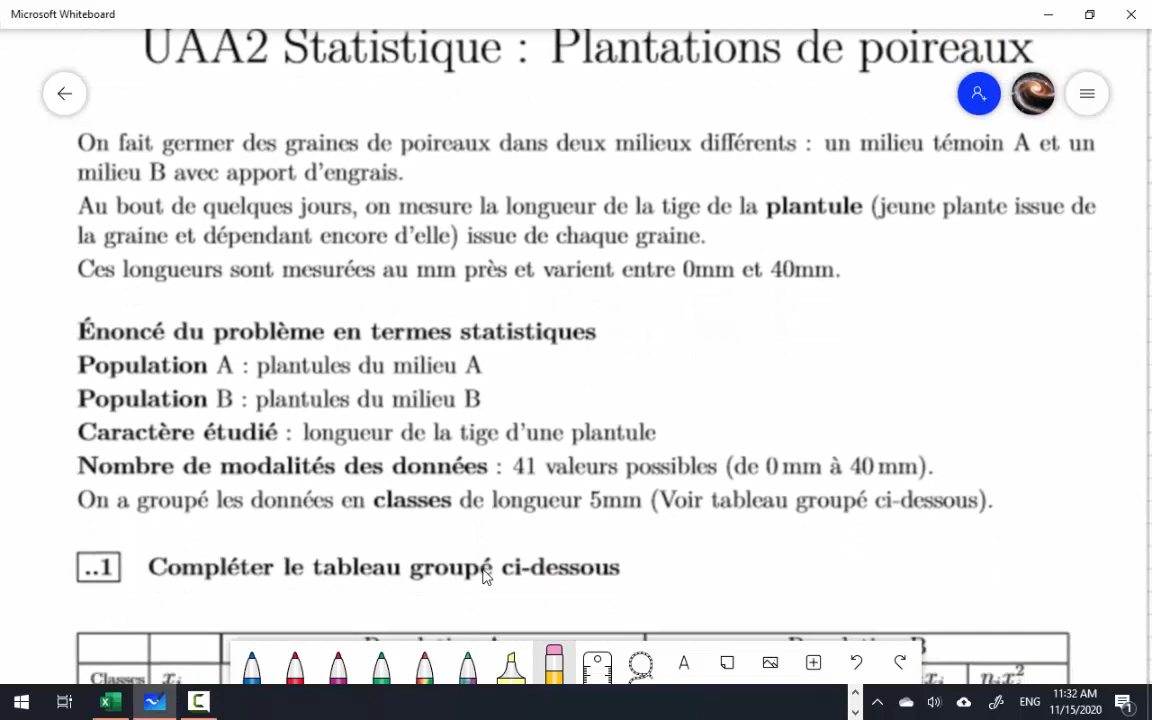 Microsoft Whiteboard
UAA2 Statistique : Plantations de poireaux
On fait germer des graines de poireaux dans deux milieux différents : un milieu témoin A et un
milieu B avec apport d'engrais.
Au bout de quelques jours, on mesure la longueur de la tige de la plantule (jeune plante issue de
la graine et dépendant encore d'elle) issue de chaque graine.
Ces longueurs sont mesurées au mm près et varient entre 0mm et 40mm.
Énoncé du problème en termes statistiques
Population A : plantules du milieu A
Population B : plantules du milieu B
Caractère étudié : longueur de la tige d'une plantule
Nombre de modalités des données : 41 valeurs possibles (de 0 mm à 40 mm).
On a groupé les données en classes de longueur 5mm (Voir tableau groupé ci-dessous).
..1 Compléter le tableau groupé ci-dessous
Classes
A
ENG
11:32 AM
11/15/2020
1